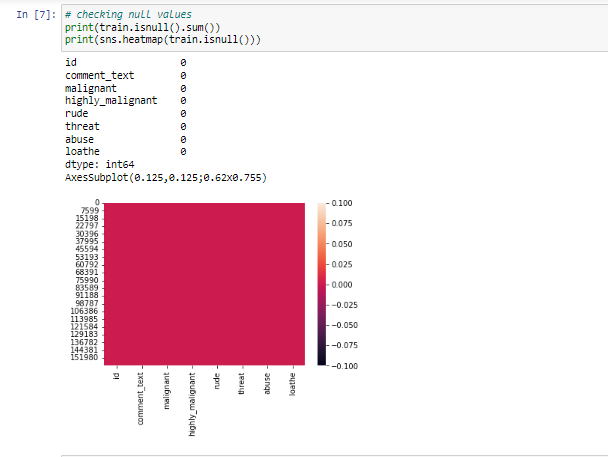 In [7]: # checking null values
print(train.isnull().sum())
print(sns.heatmap(train.isnull()))
id 0
comment_text 0
malignant 0
highly_malignant 0
rude 0
threat 0
abuse 0
loathe 0
dtype: int64
AxesSubplot(0.125,0.125;0.62x0.755)
0
7599
15198
22797
30396
37995
45594
53193
60792
68391
75990
83589
91188
98787
106386
113985
121584
129183
136782
144381
151980
0.100
0.075
0.050
0.025
0.000
−0.025
−0.050
−0.075
−0.100
id
comment_text
malignant
highly_malignant
rude
threat
abuse
loathe